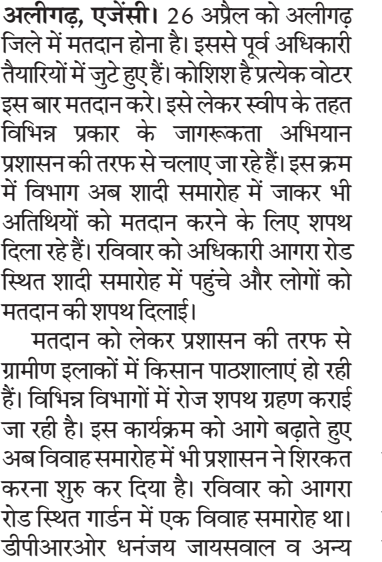 अलीगढ़, एजेंसी। 26 अप्रैल को अलीगढ़
जिले में मतदान होना है। इससे पूर्व अधिकारी
तैयारियों में जुटे हुए हैं। कोशिश है प्रत्येक वोटर
इस बार मतदान करे। इसे लेकर स्वीप के तहत
विभिन्न प्रकार के जागरूकता अभियान
प्रशासन की तरफ से चलाए जा रहे हैं। इस क्रम
में विभाग अब शादी समारोह में जाकर भी
अतिथियों को मतदान करने के लिए शपथ
दिला रहे हैं। रविवार को अधिकारी आगरा रोड
स्थित शादी समारोह में पहुंचे और लोगों को
मतदान की शपथ दिलाई।
मतदान को लेकर प्रशासन की तरफ से
ग्रामीण इलाकों में किसान पाठशालाएं हो रही
हैं। विभिन्न विभागों में रोज शपथ ग्रहण कराई
जा रही है। इस कार्यक्रम को आगे बढ़ाते हुए
अब विवाह समारोह में भी प्रशासन ने शिरकत
करना शुरु कर दिया है। रविवार को आगरा
रोड स्थित गार्डन में एक विवाह समारोह था।
डीपीआरओर धनंजय जायसवाल व अन्य